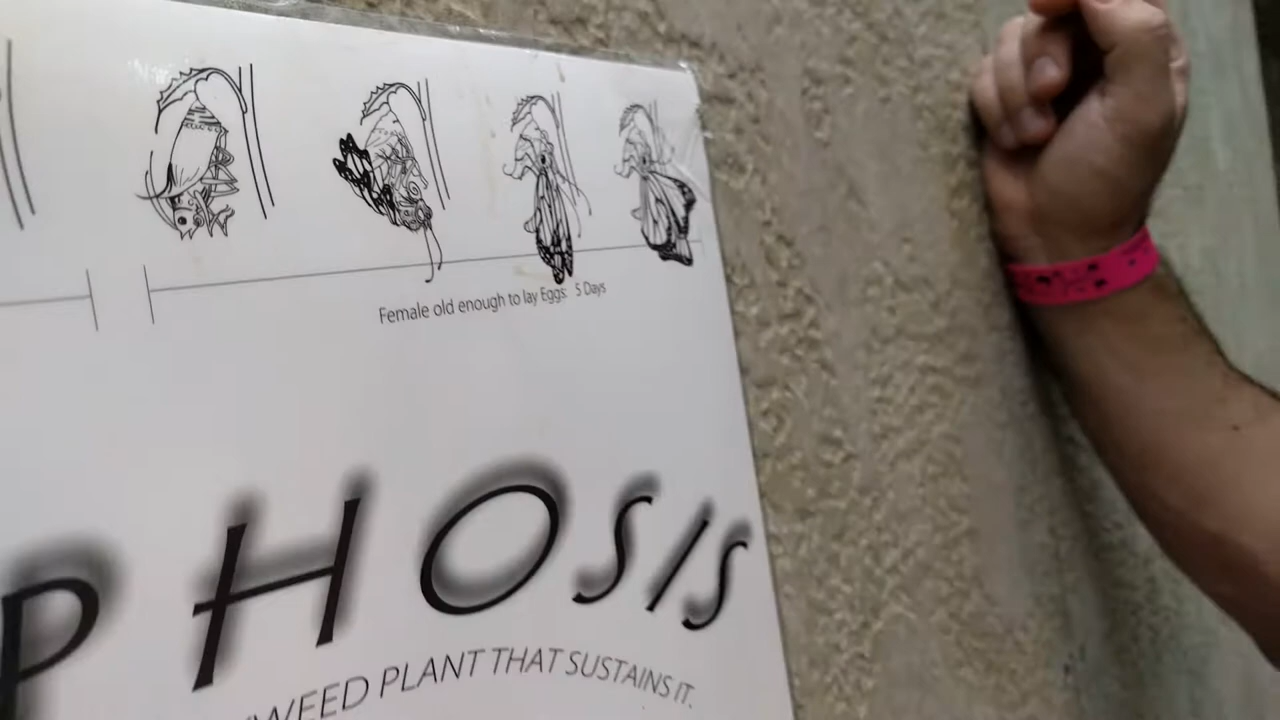 Female old enough to lay Eggs: 5 Days
PHOSIS
WEED PLANT THAT SUSTAINS IT.